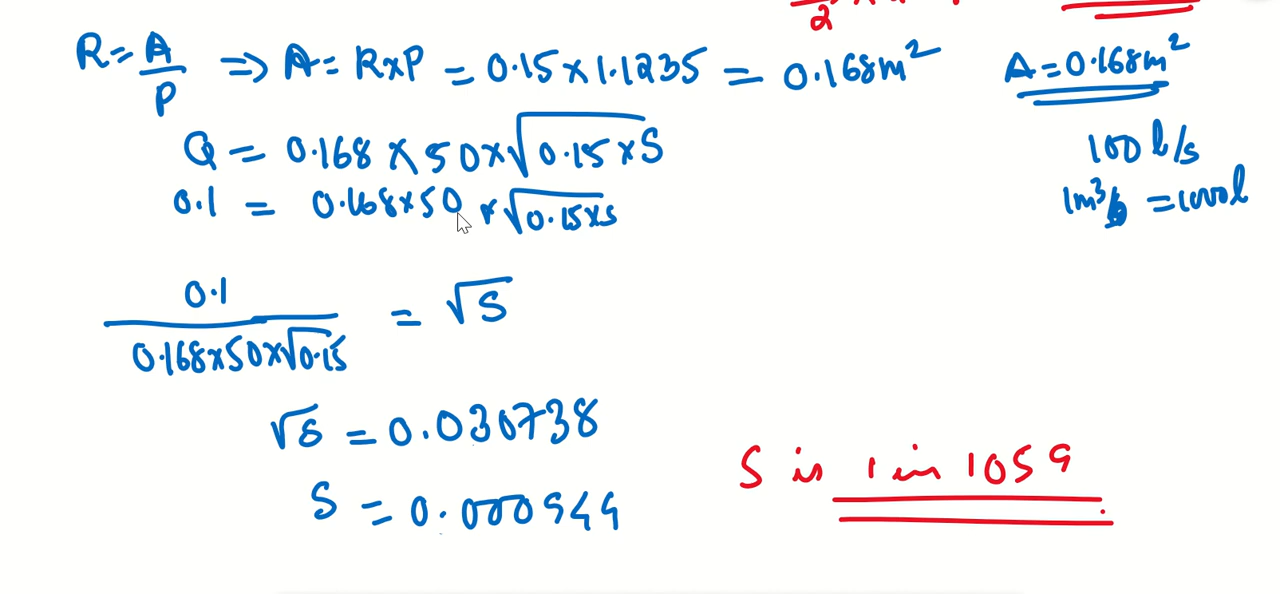 R = A/P ⇒ A = R×P = 0.15×1.1235 = 0.168m²
A = 0.168m²
Q = 0.168 × 50×√0.15×S
100 l/s
0.1 = 0.168×50 ×√0.15×S
1m³ = 1000l
0.1/0.168×50×√0.15 = √S
√S = 0.030738
S = 0.000944
S is 1 in 1059